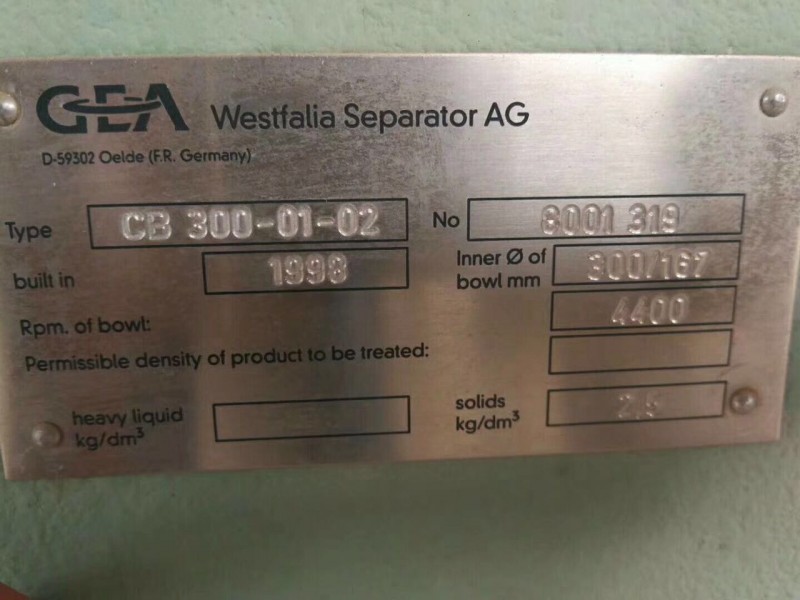 GEA Westfalia Separator AG
D-59302 Oelde (F.R. Germany)
Type CB 300-01-02 No 8001 319
built in 1998 Inner Ø of bowl mm 300/167
Rpm. of bowl: 4400
Permissible density of product to be treated:
heavy liquid kg/dm³ solids kg/dm³ 2,5